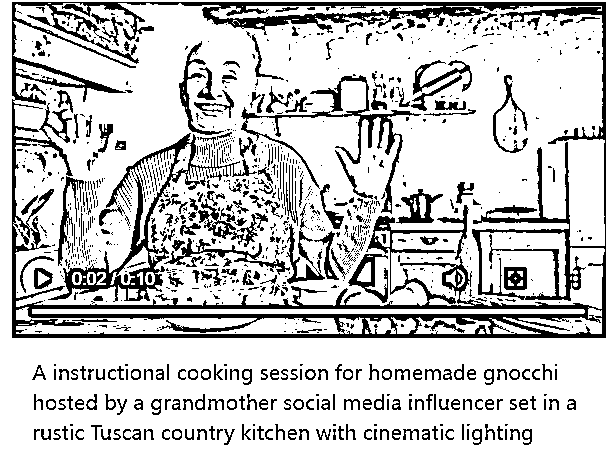 0:02 / 0:10
A instructional cooking session for homemade gnocchi
hosted by a grandmother social media influencer set in a
rustic Tuscan country kitchen with cinematic lighting